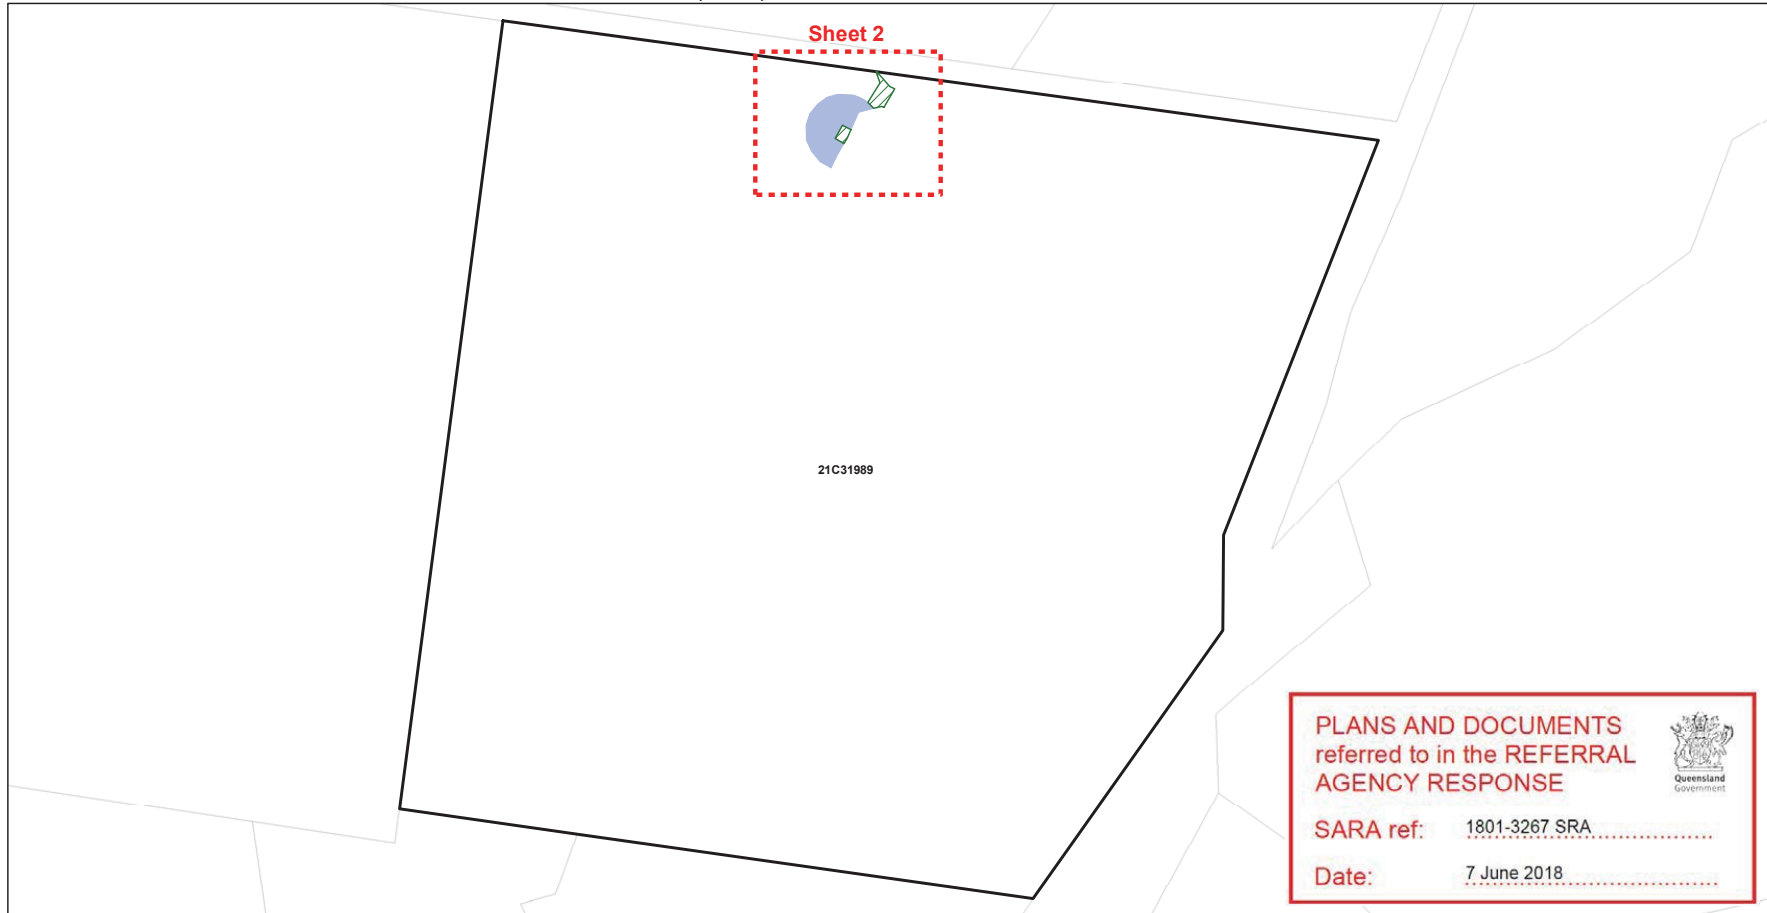 Sheet 2
21C31989
PLANS AND DOCUMENTS
referred to in the REFERRAL
AGENCY RESPONSE
Queensland
Government
SARA ref: 1801-3267 SRA
Date: 7 June 2018